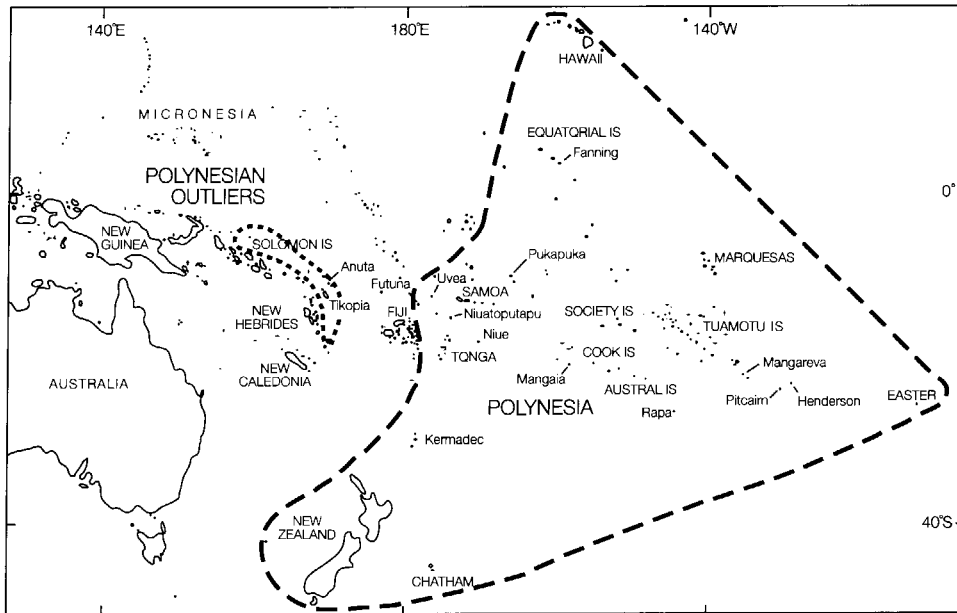 140°E
180°E
140°W
HAWAII
MICRONESIA
EQUATORIAL IS
Fanning
POLYNESIAN
OUTLIERS
0°
NEW
GUINEA
SOLOMON IS
Anuta
Pukapuka
MARQUESAS
Futuna
Uvea
SAMOA
Tikopia
NEW
HEBRIDES
FIJI
Niuatoputapu
SOCIETY IS
TUAMOTU IS
Niue
TONGA
COOK IS
NEW
CALEDONIA
Mangaia
Mangareva
AUSTRALIA
AUSTRAL IS
POLYNESIA
Rapa
Pitcairn
Henderson
EASTER
Kermadec
NEW
ZEALAND
40°S
CHATHAM